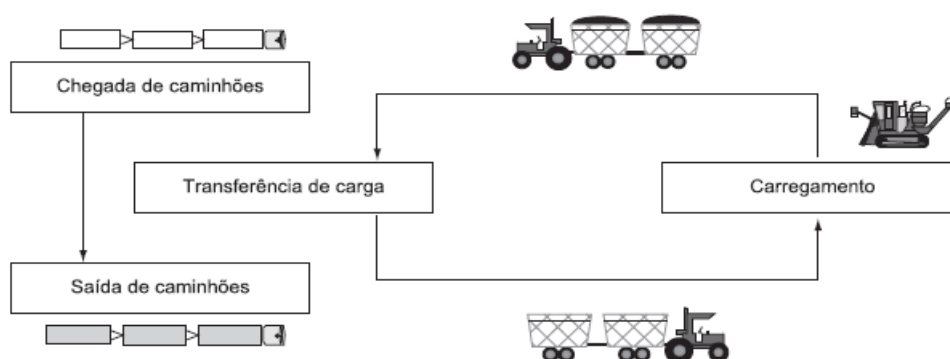 Chegada de caminhões
Transferência de carga
Carregamento
Saída de caminhões